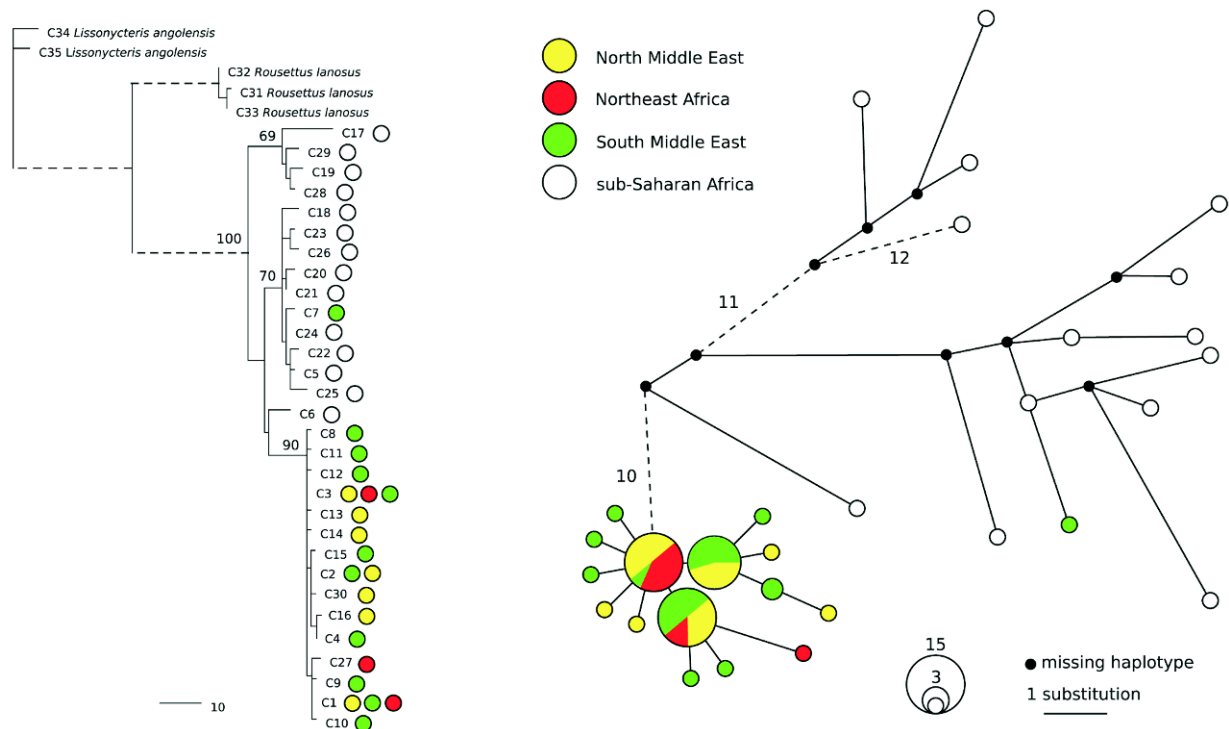 C34 Lissonycteris angolensis
C35 Lissonycteris angolensis
C32 Rousettus lanosus
C31 Rousettus lanosus
C33 Rousettus lanosus
69
C17
C29
C19
C28
C18
100
C23
C26
70
C20
C21
C7
C24
C22
C5
C25
C6
90
C8
C11
C12
C3
C13
C14
C15
C2
C30
C16
C4
C27
C9
C1
C10
10
North Middle East
Northeast Africa
South Middle East
sub-Saharan Africa
12
11
10
15
3
missing haplotype
1 substitution